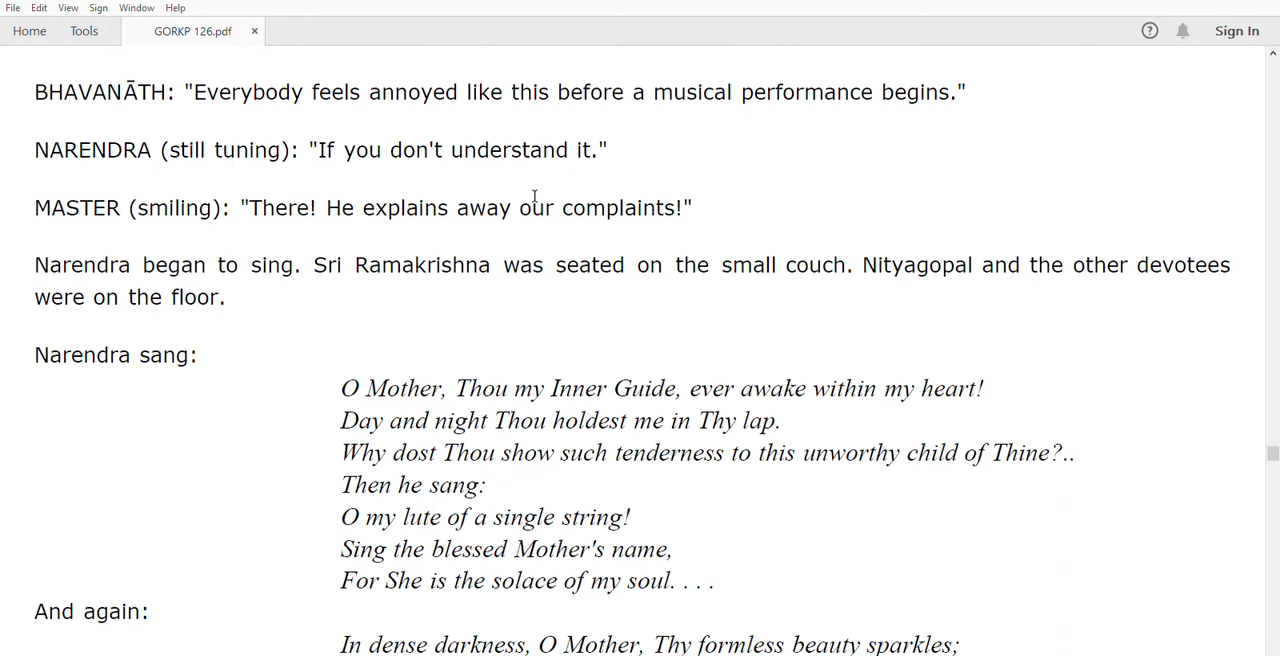 File Edit View Sign Window Help
Home Tools GORKP 126.pdf × ? Sign In
BHAVANĀTH: "Everybody feels annoyed like this before a musical performance begins."
NARENDRA (still tuning): "If you don't understand it."
MASTER (smiling): "There! He explains away our complaints!"
Narendra began to sing. Sri Ramakrishna was seated on the small couch. Nityagopal and the other devotees
were on the floor.
Narendra sang:
O Mother, Thou my Inner Guide, ever awake within my heart!
Day and night Thou holdest me in Thy lap.
Why dost Thou show such tenderness to this unworthy child of Thine?..
Then he sang:
O my lute of a single string!
Sing the blessed Mother's name,
For She is the solace of my soul. . . .
And again:
In dense darkness, O Mother, Thy formless beauty sparkles;